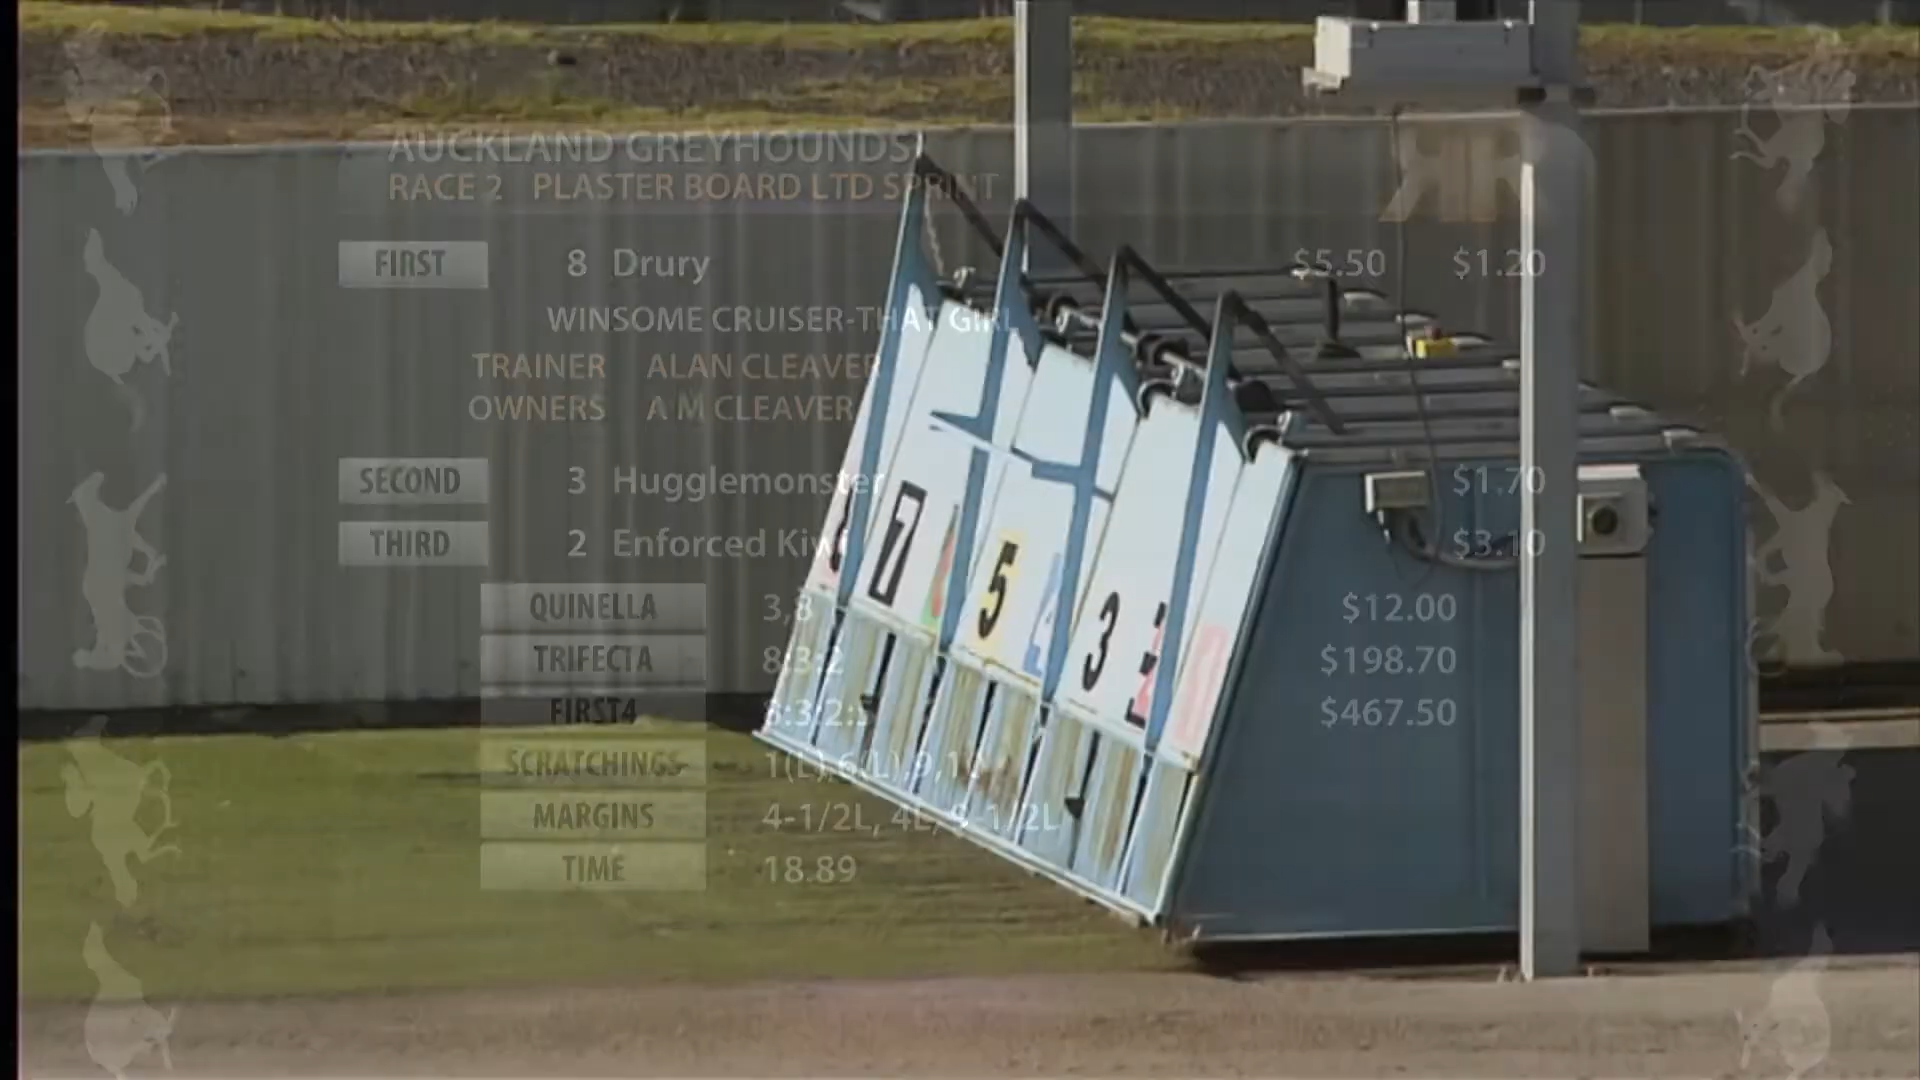 AUCKLAND GREYHOUNDS
RACE 2 PLASTER BOARD LTD SPRINT
FIRST 8 Drury $5.50 $1.20
WINSOME CRUISER-THAT GIRL
TRAINER ALAN CLEAVER
OWNERS A M CLEAVER
SECOND 3 Hugglemonster $1.70
THIRD 2 Enforced Kiwi $3.10
QUINELLA 3,8 $12.00
TRIFECTA 8:3:2 $198.70
FIRST4 $467.50
SCRATCHINGS
MARGINS 4-1/2L, 4L,
TIME 18.89
8 7 5 4 3 2